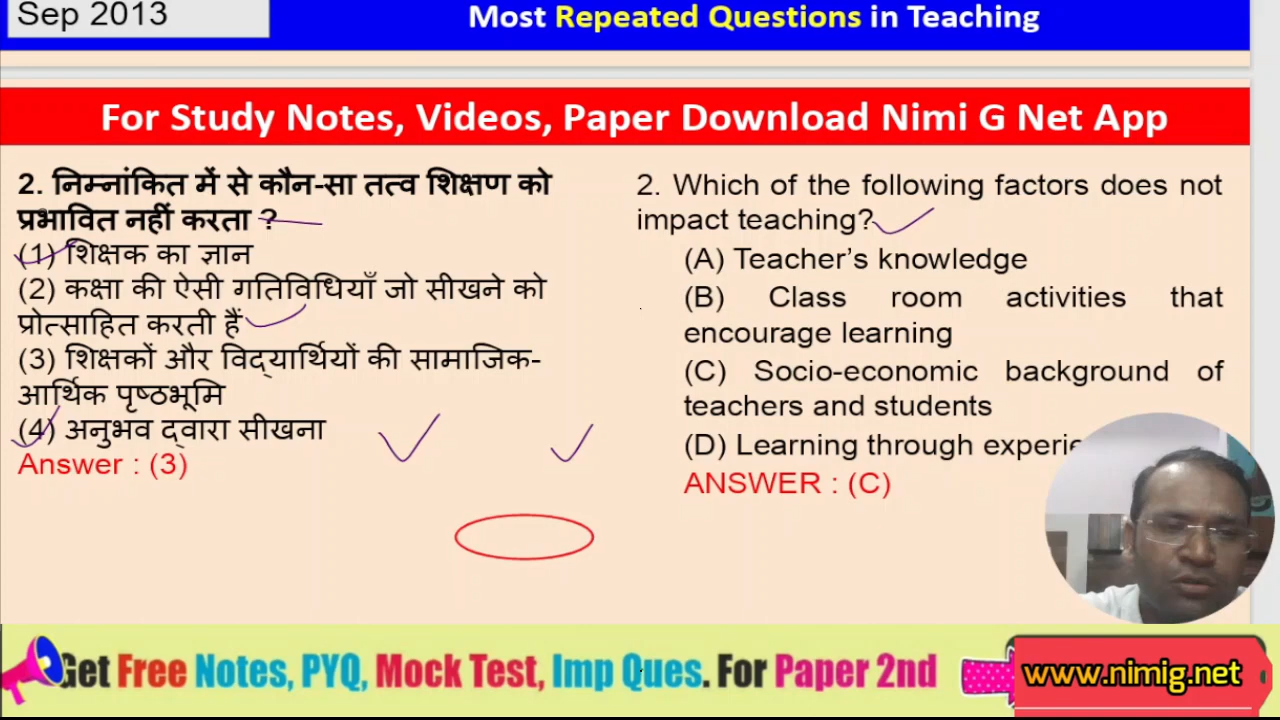 Sep 2013
Most Repeated Questions in Teaching
For Study Notes, Videos, Paper Download Nimi G Net App
2. निम्नांकित में से कौन-सा तत्व शिक्षण को
प्रभावित नहीं करता ?
(1) शिक्षक का ज्ञान
(2) कक्षा की ऐसी गतिविधियाँ जो सीखने को
प्रोत्साहित करती हैं
(3) शिक्षकों और विद्यार्थियों की सामाजिक-
आर्थिक पृष्ठभूमि
(4) अनुभव द्वारा सीखना
Answer : (3)
2. Which of the following factors does not
impact teaching?
(A) Teacher's knowledge
(B) Class room activities that
encourage learning
(C) Socio-economic background of
teachers and students
(D) Learning through
ANSWER : (C)
Get Free Notes, PYQ, Mock Test, Imp Ques. For Paper 2nd
www.nimig.net